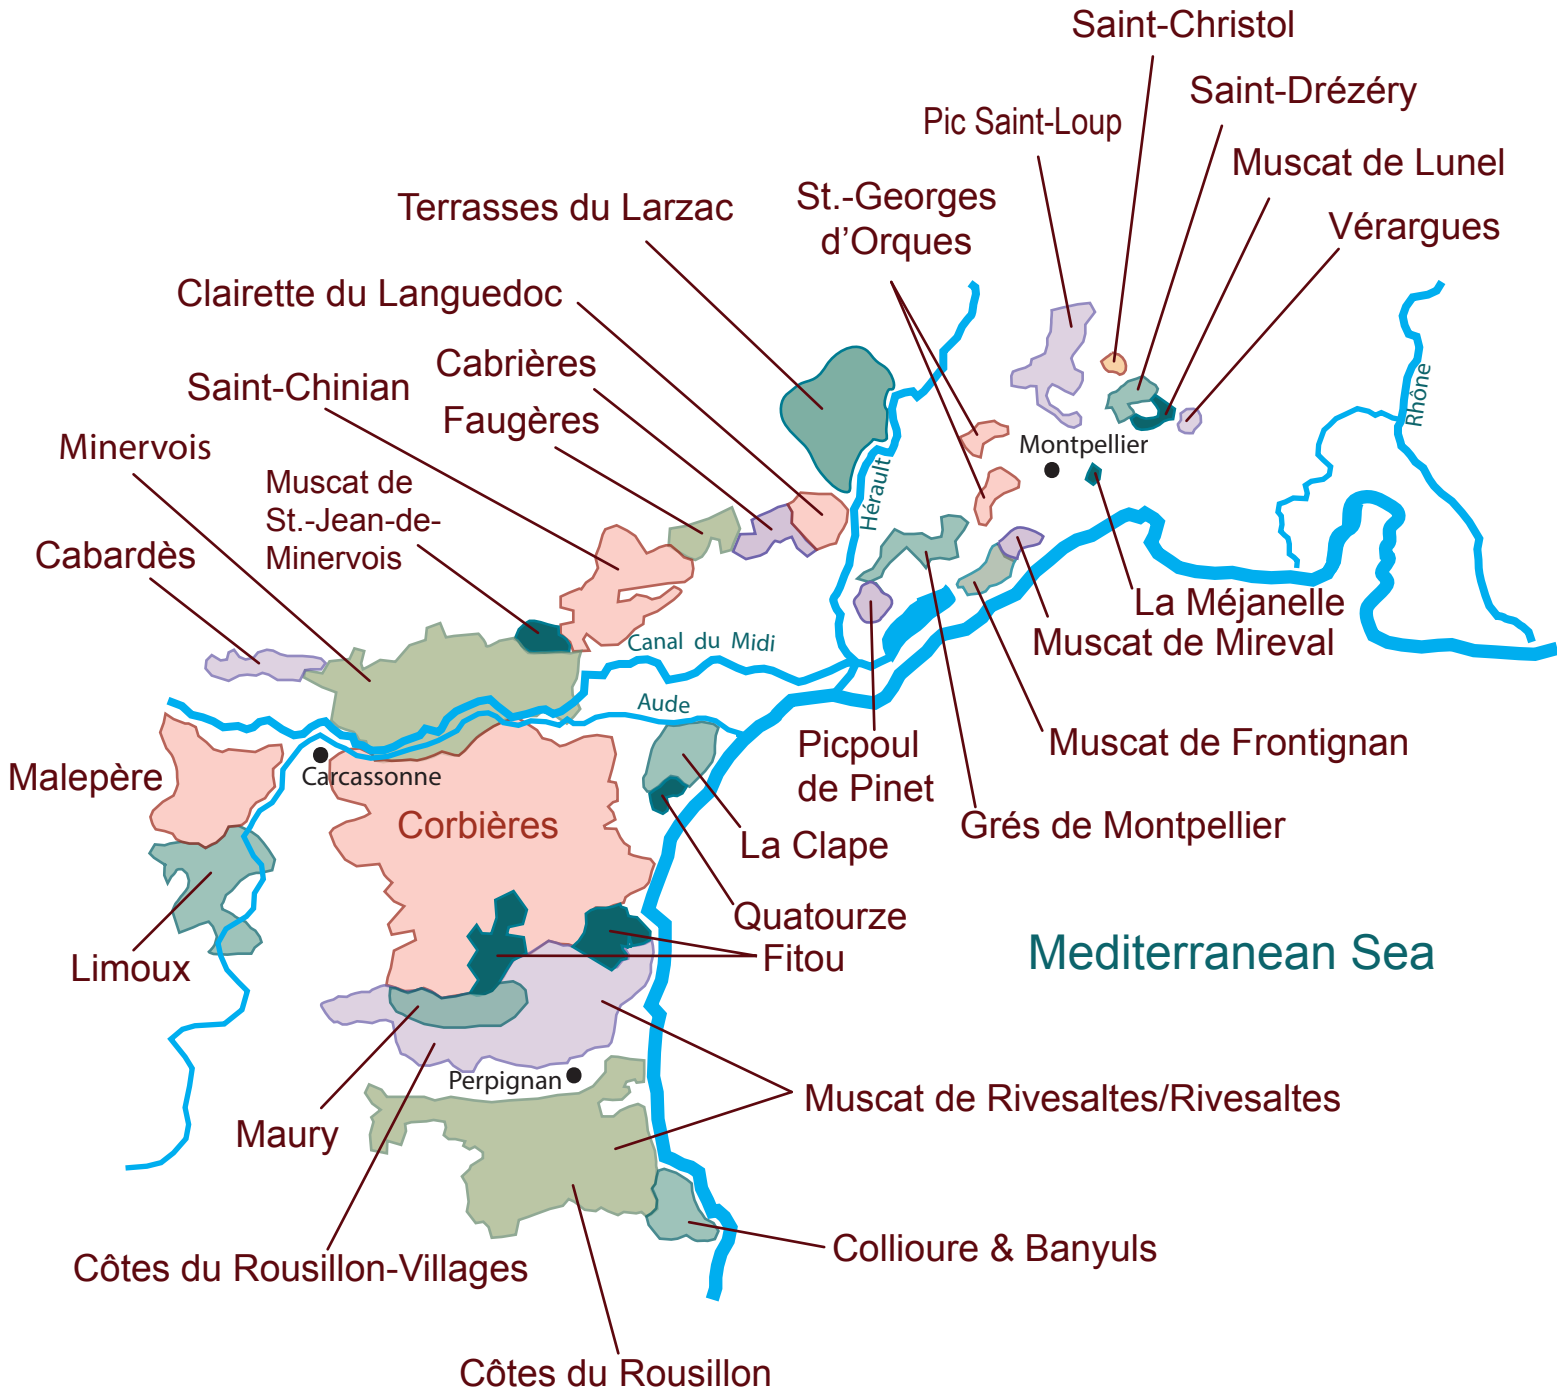 Saint-Christol
Saint-Drézéry
Pic Saint-Loup
Muscat de Lunel
St.-Georges
d’Orques
Terrasses du Larzac
Vérargues
Clairette du Languedoc
Cabrières
Saint-Chinian
Faugères
Minervois
Rhône
Montpellier
Muscat de
St.-Jean-de-
Minervois
Hérault
Cabardès
La Méjanelle
Canal du Midi
Muscat de Mireval
Aude
Picpoul
de Pinet
Muscat de Frontignan
Malepère
Carcassonne
Corbières
Grés de Montpellier
La Clape
Quatourze
Fitou
Mediterranean Sea
Limoux
Perpignan
Muscat de Rivesaltes/Rivesaltes
Maury
Collioure & Banyuls
Côtes du Rousillon-Villages
Côtes du Rousillon